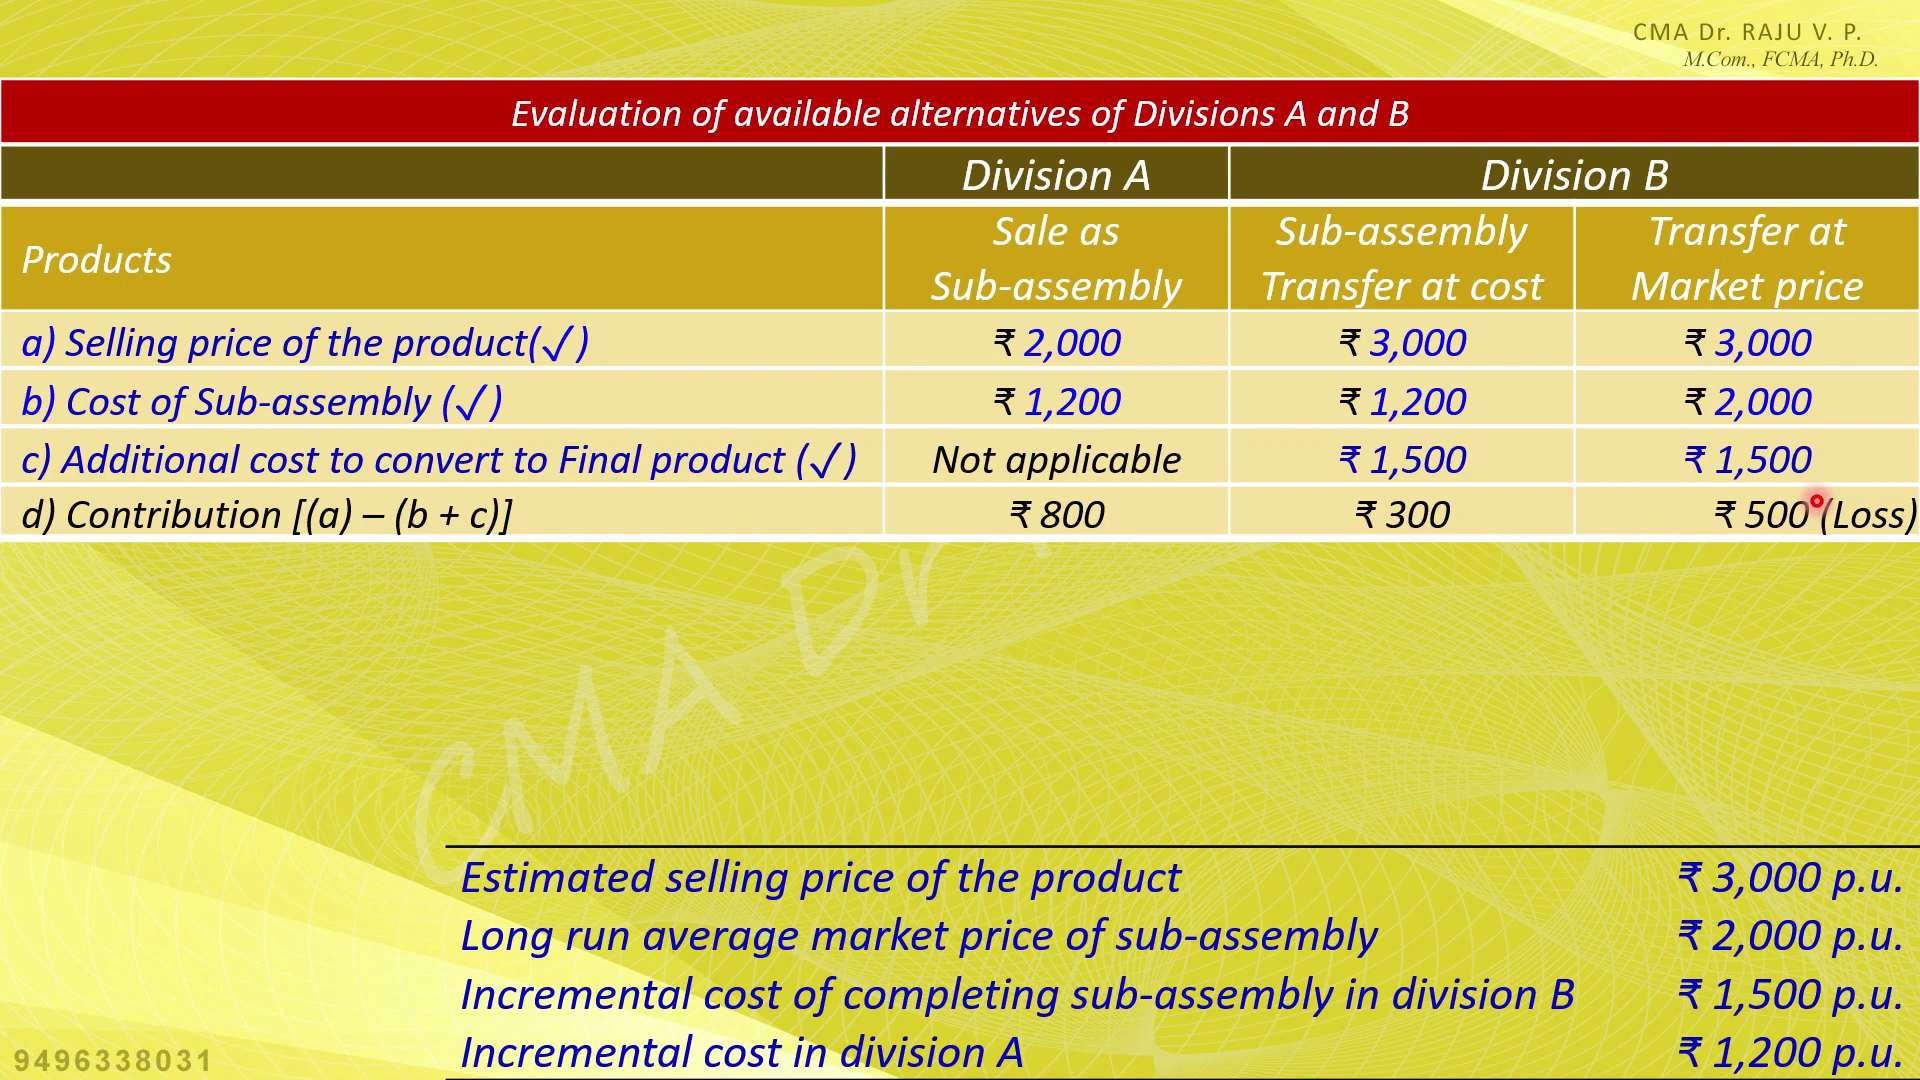 CMA Dr. RAJU V. P.
M.Com., FCMA, Ph.D.
Evaluation of available alternatives of Divisions A and B
Division A Division B
Products Sale as Sub-assembly Sub-assembly Transfer at cost Transfer at Market price
a) Selling price of the product(✓) ₹ 2,000 ₹ 3,000 ₹ 3,000
b) Cost of Sub-assembly (✓) ₹ 1,200 ₹ 1,200 ₹ 2,000
c) Additional cost to convert to Final product (✓) Not applicable ₹ 1,500 ₹ 1,500
d) Contribution [(a) – (b + c)] ₹ 800 ₹ 300 ₹ 500 (Loss)
CMA Dr
Estimated selling price of the product ₹ 3,000 p.u.
Long run average market price of sub-assembly ₹ 2,000 p.u.
Incremental cost of completing sub-assembly in division B ₹ 1,500 p.u.
Incremental cost in division A ₹ 1,200 p.u.
9496338031